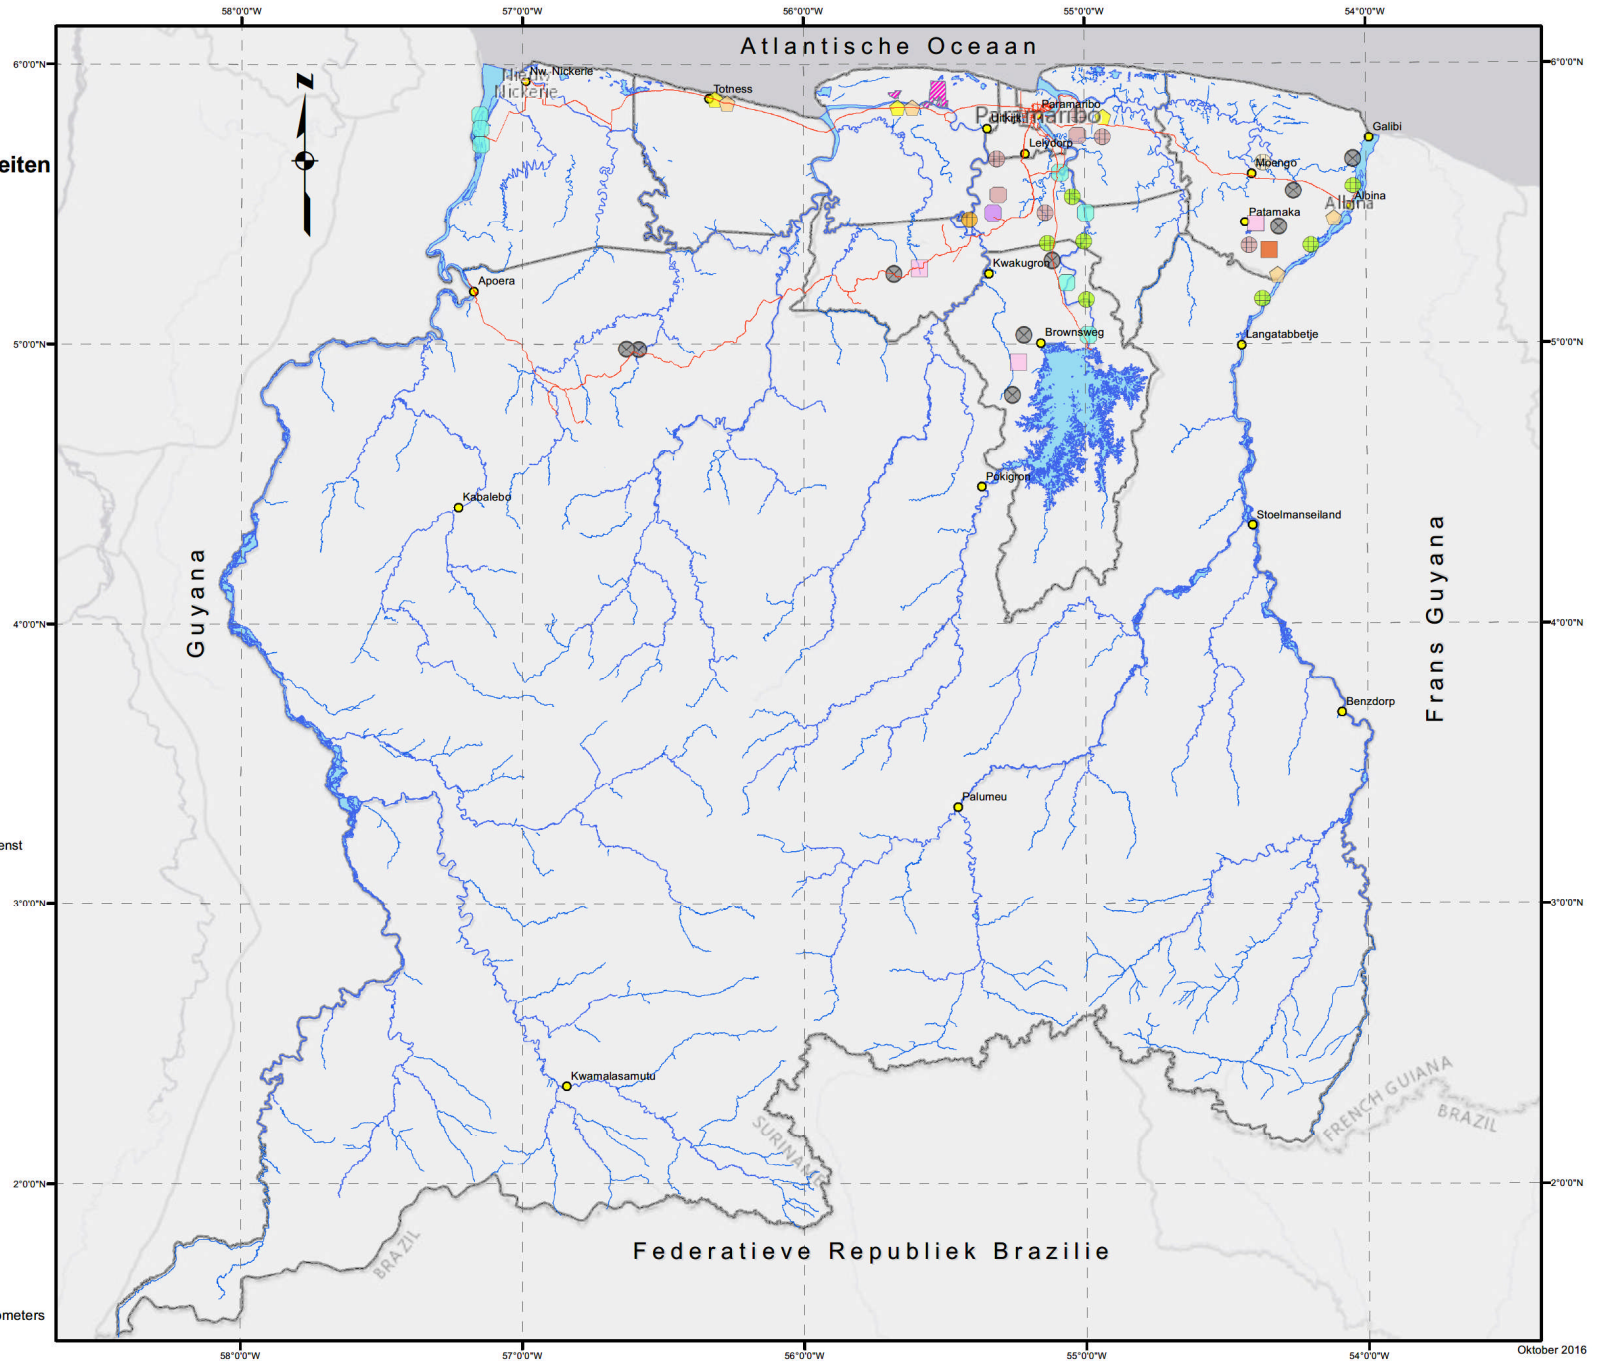 58°0'0"W 57°0'0"W 56°0'0"W 55°0'0"W 54°0'0"W
Atlantische Oceaan
6°0'0"N
6°0'0"N
N
Nw. Nickerie
Nieuw
Nickerie
Totness
Paramaribo
Paramaribo
Uitkijk
Lelydorp
Galibi
eiten
Moengo
Albina
Albina
Patamaka
Kwakugron
Apoera
5°0'0"N
Brownsweg
Langatabbetje
5°0'0"N
Pokigron
Kabalebo
Stoelmanseiland
Guyana
Frans Guyana
4°0'0"N
4°0'0"N
Benzdorp
Palumeu
enst
3°0'0"N
3°0'0"N
Kwamalasamutu
FRENCH GUIANA
BRAZIL
SURINAME
2°0'0"N
2°0'0"N
BRAZIL
Federatieve Republiek Brazilie
ometers
58°0'0"W 57°0'0"W 56°0'0"W 55°0'0"W 54°0'0"W
Oktober 2016